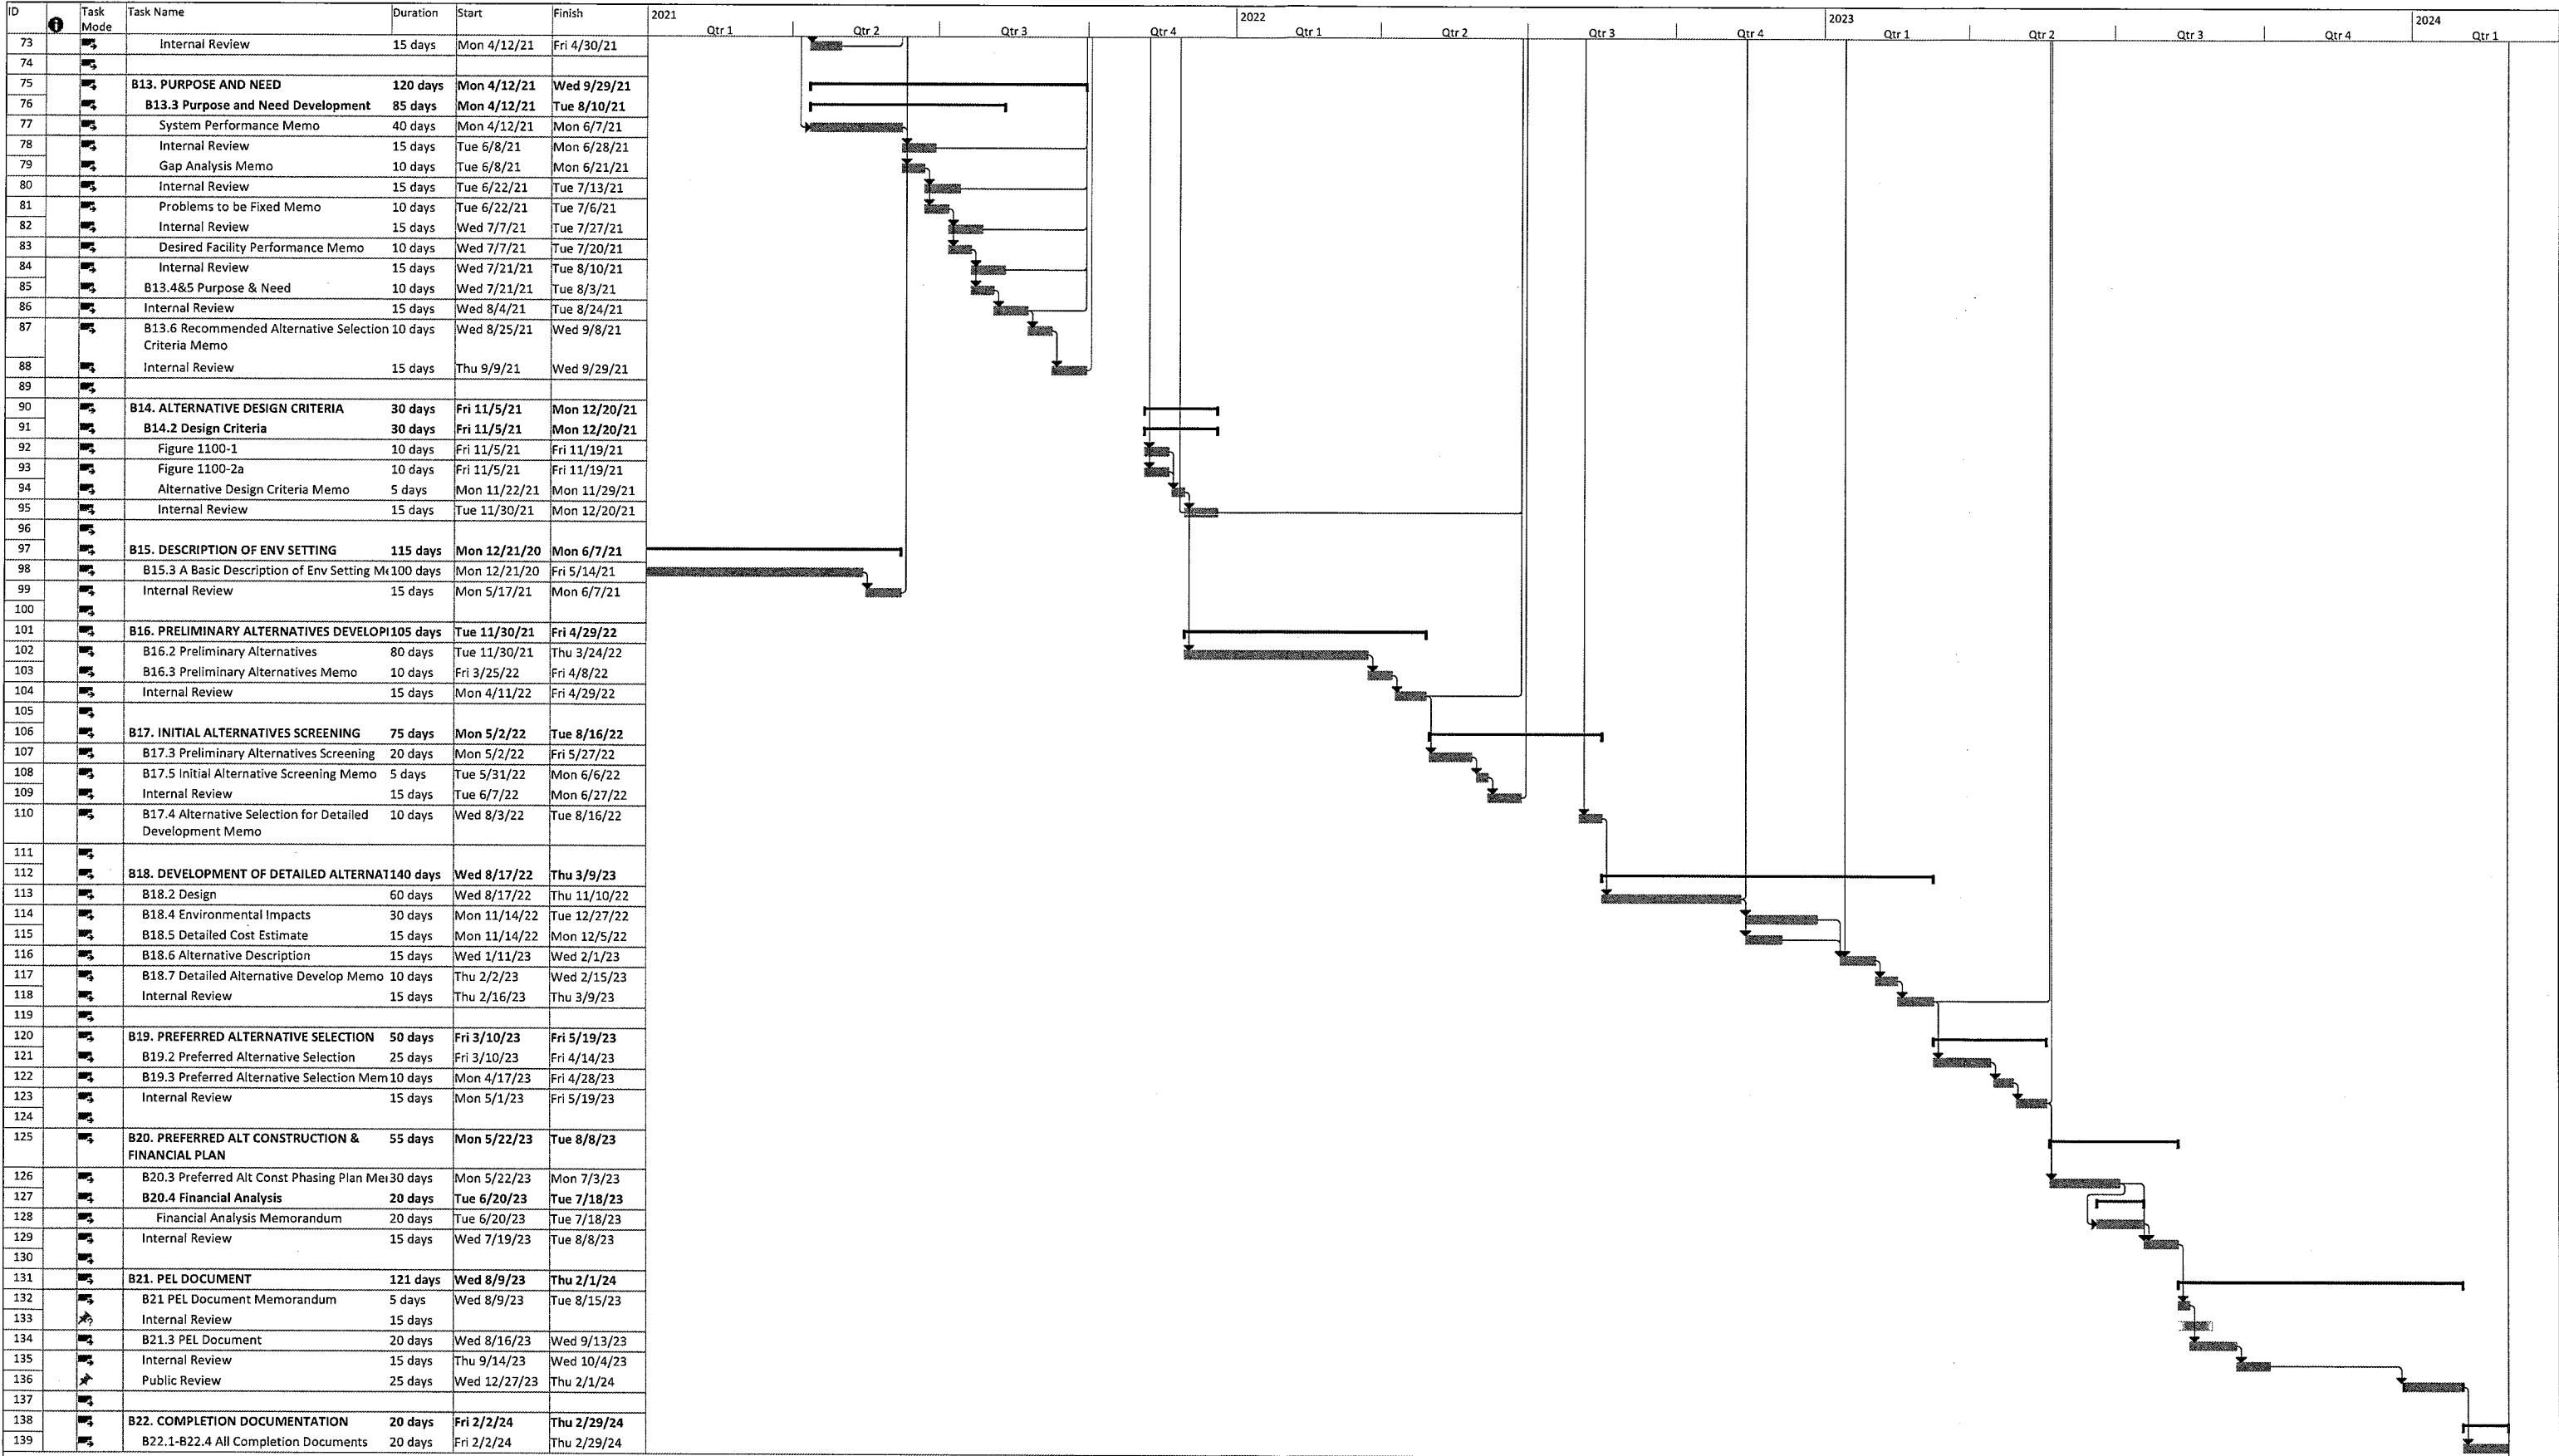 ID Task Mode Task Name Duration Start Finish
2021 2022 2023 2024
Qtr 1 Qtr 2 Qtr 3 Qtr 4 Qtr 1 Qtr 2 Qtr 3 Qtr 4 Qtr 1 Qtr 2 Qtr 3 Qtr 4 Qtr 1
73 Internal Review 15 days Mon 4/12/21 Fri 4/30/21
74
75 B13. PURPOSE AND NEED 120 days Mon 4/12/21 Wed 9/29/21
76 B13.3 Purpose and Need Development 85 days Mon 4/12/21 Tue 8/10/21
77 System Performance Memo 40 days Mon 4/12/21 Mon 6/7/21
78 Internal Review 15 days Tue 6/8/21 Mon 6/28/21
79 Gap Analysis Memo 10 days Tue 6/8/21 Mon 6/21/21
80 Internal Review 15 days Tue 6/22/21 Tue 7/13/21
81 Problems to be Fixed Memo 10 days Tue 6/22/21 Tue 7/6/21
82 Internal Review 15 days Wed 7/7/21 Tue 7/27/21
83 Desired Facility Performance Memo 10 days Wed 7/7/21 Tue 7/20/21
84 Internal Review 15 days Wed 7/21/21 Tue 8/10/21
85 B13.4&5 Purpose & Need 10 days Wed 7/21/21 Tue 8/3/21
86 Internal Review 15 days Wed 8/4/21 Tue 8/24/21
87 B13.6 Recommended Alternative Selection 10 days Wed 8/25/21 Wed 9/8/21
Criteria Memo
88 Internal Review 15 days Thu 9/9/21 Wed 9/29/21
89
90 B14. ALTERNATIVE DESIGN CRITERIA 30 days Fri 11/5/21 Mon 12/20/21
91 B14.2 Design Criteria 30 days Fri 11/5/21 Mon 12/20/21
92 Figure 1100-1 10 days Fri 11/5/21 Fri 11/19/21
93 Figure 1100-2a 10 days Fri 11/5/21 Fri 11/19/21
94 Alternative Design Criteria Memo 5 days Mon 11/22/21 Mon 11/29/21
95 Internal Review 15 days Tue 11/30/21 Mon 12/20/21
96
97 B15. DESCRIPTION OF ENV SETTING 115 days Mon 12/21/20 Mon 6/7/21
98 B15.3 A Basic Description of Env Setting Me 100 days Mon 12/21/20 Fri 5/14/21
99 Internal Review 15 days Mon 5/17/21 Mon 6/7/21
100
101 B16. PRELIMINARY ALTERNATIVES DEVELOPI 105 days Tue 11/30/21 Fri 4/29/22
102 B16.2 Preliminary Alternatives 80 days Tue 11/30/21 Thu 3/24/22
103 B16.3 Preliminary Alternatives Memo 10 days Fri 3/25/22 Fri 4/8/22
104 Internal Review 15 days Mon 4/11/22 Fri 4/29/22
105
106 B17. INITIAL ALTERNATIVES SCREENING 75 days Mon 5/2/22 Tue 8/16/22
107 B17.3 Preliminary Alternatives Screening 20 days Mon 5/2/22 Fri 5/27/22
108 B17.5 Initial Alternative Screening Memo 5 days Tue 5/31/22 Mon 6/6/22
109 Internal Review 15 days Tue 6/7/22 Mon 6/27/22
110 B17.4 Alternative Selection for Detailed 10 days Wed 8/3/22 Tue 8/16/22
Development Memo
111
112 B18. DEVELOPMENT OF DETAILED ALTERNAT 140 days Wed 8/17/22 Thu 3/9/23
113 B18.2 Design 60 days Wed 8/17/22 Thu 11/10/22
114 B18.4 Environmental Impacts 30 days Mon 11/14/22 Tue 12/27/22
115 B18.5 Detailed Cost Estimate 15 days Mon 11/14/22 Mon 12/5/22
116 B18.6 Alternative Description 15 days Wed 1/11/23 Wed 2/1/23
117 B18.7 Detailed Alternative Develop Memo 10 days Thu 2/2/23 Wed 2/15/23
118 Internal Review 15 days Thu 2/16/23 Thu 3/9/23
119
120 B19. PREFERRED ALTERNATIVE SELECTION 50 days Fri 3/10/23 Fri 5/19/23
121 B19.2 Preferred Alternative Selection 25 days Fri 3/10/23 Fri 4/14/23
122 B19.3 Preferred Alternative Selection Mem 10 days Mon 4/17/23 Fri 4/28/23
123 Internal Review 15 days Mon 5/1/23 Fri 5/19/23
124
125 B20. PREFERRED ALT CONSTRUCTION & 55 days Mon 5/22/23 Tue 8/8/23
FINANCIAL PLAN
126 B20.3 Preferred Alt Const Phasing Plan Mei 30 days Mon 5/22/23 Mon 7/3/23
127 B20.4 Financial Analysis 20 days Tue 6/20/23 Tue 7/18/23
128 Financial Analysis Memorandum 20 days Tue 6/20/23 Tue 7/18/23
129 Internal Review 15 days Wed 7/19/23 Tue 8/8/23
130
131 B21. PEL DOCUMENT 121 days Wed 8/9/23 Thu 2/1/24
132 B21 PEL Document Memorandum 5 days Wed 8/9/23 Tue 8/15/23
133 Internal Review 15 days
134 B21.3 PEL Document 20 days Wed 8/16/23 Wed 9/13/23
135 Internal Review 15 days Thu 9/14/23 Wed 10/4/23
136 Public Review 25 days Wed 12/27/23 Thu 2/1/24
137
138 B22. COMPLETION DOCUMENTATION 20 days Fri 2/2/24 Thu 2/29/24
139 B22.1-B22.4 All Completion Documents 20 days Fri 2/2/24 Thu 2/29/24